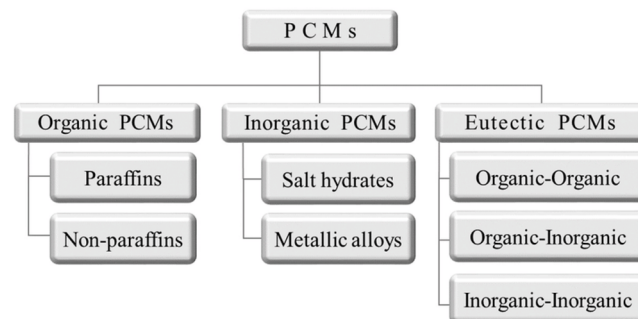 PCMs
Organic PCMs
Paraffins
Non-paraffins
Inorganic PCMs
Salt hydrates
Metallic alloys
Eutectic PCMs
Organic-Organic
Organic-Inorganic
Inorganic-Inorganic